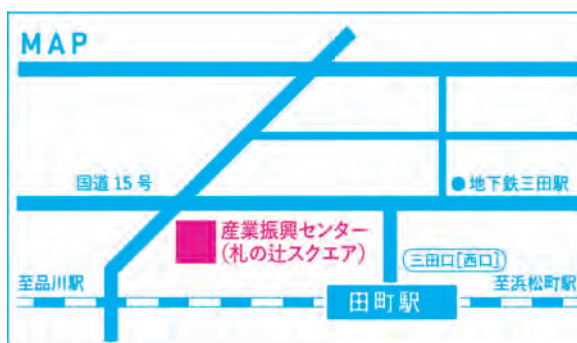 MAP
国道15号
●地下鉄三田駅
産業振興センター
(札の辻スクエア)
三田口[西口]
至品川駅
田町駅
至浜松町駅